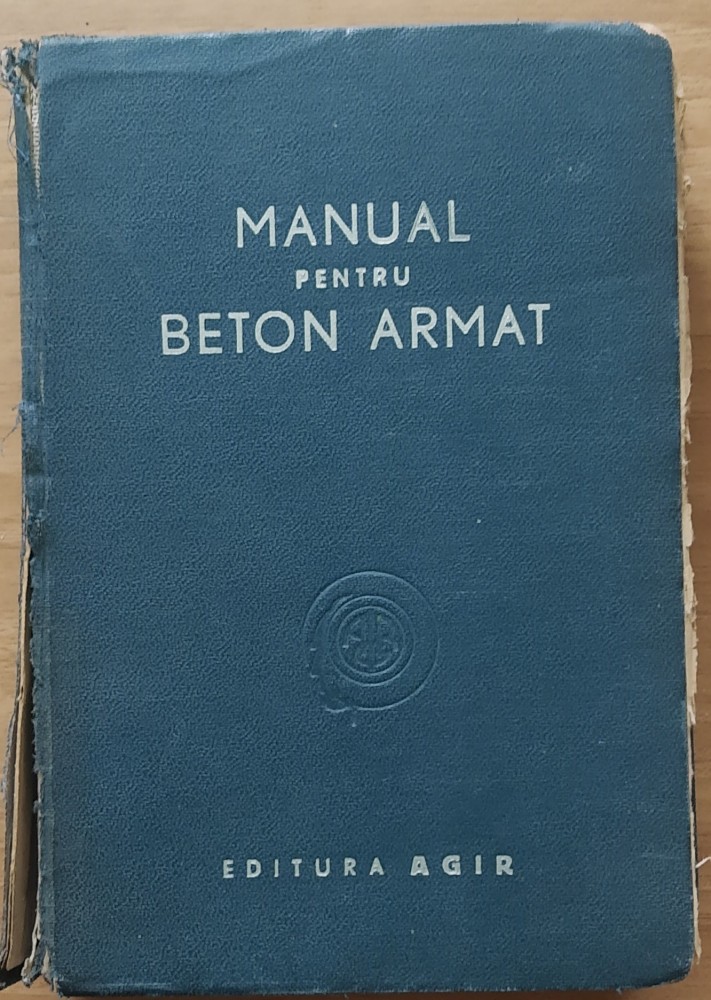 MANUAL
PENTRU
BETON ARMAT
EDITURA AGIR